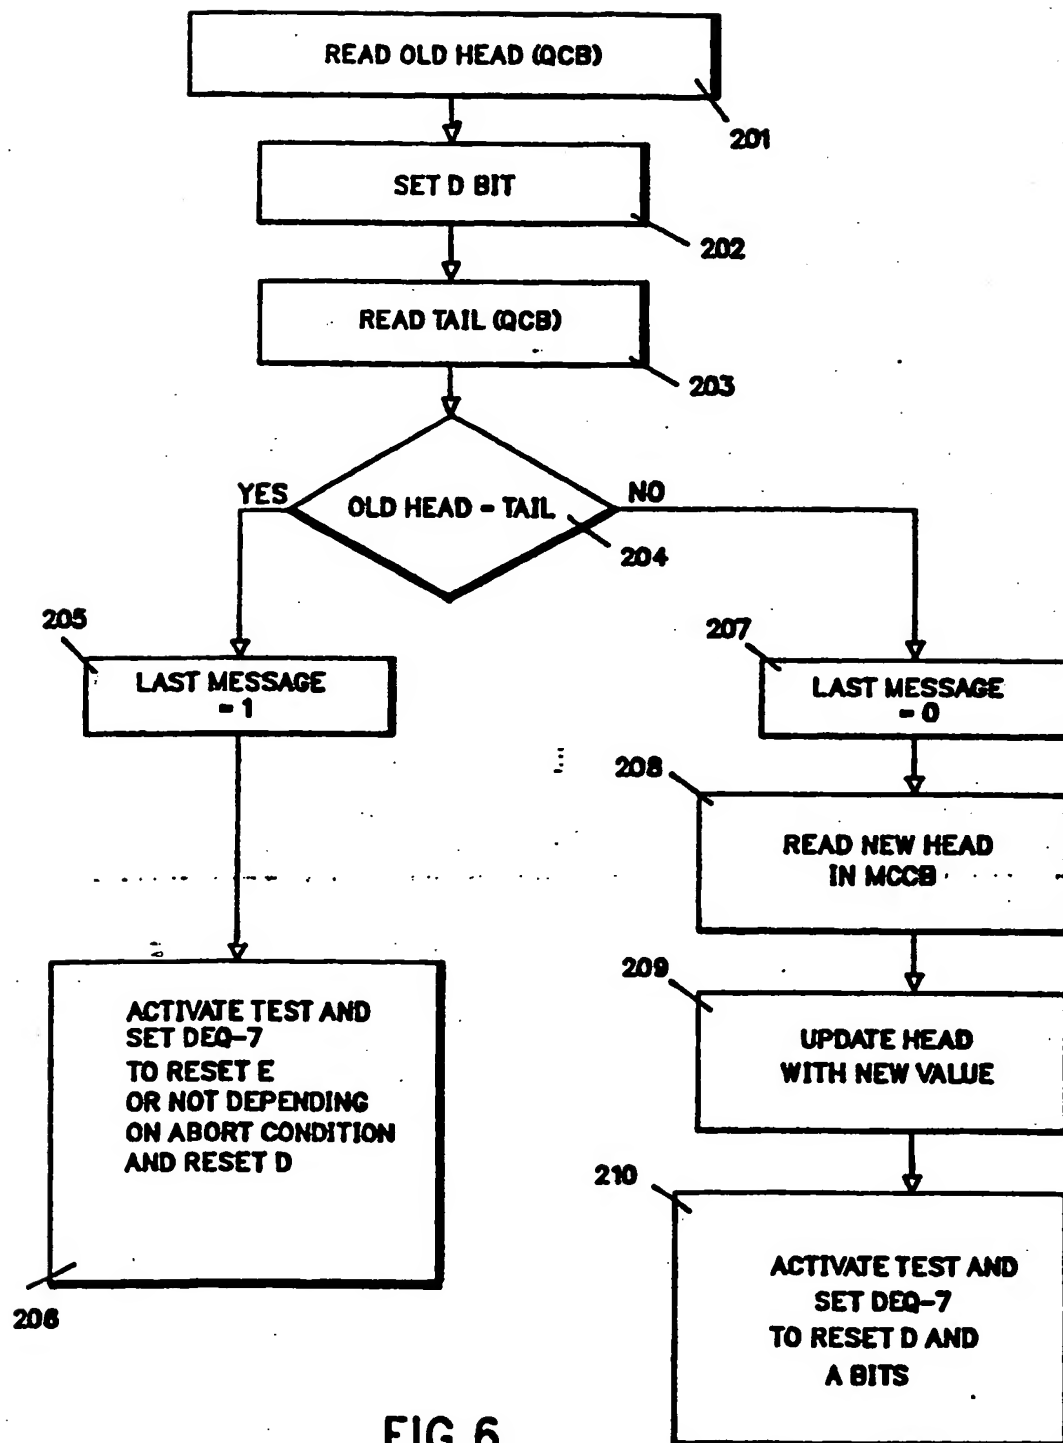 READ OLD HEAD (QCB)
201
SET D BIT
202
READ TAIL (QCB)
203
YES
OLD HEAD = TAIL
NO
204
205
LAST MESSAGE
= 1
207
LAST MESSAGE
= 0
208
READ NEW HEAD
IN MCCB
209
UPDATE HEAD
WITH NEW VALUE
ACTIVATE TEST AND
SET DEQ-7
TO RESET E
OR NOT DEPENDING
ON ABORT CONDITION
AND RESET D
206
210
ACTIVATE TEST AND
SET DEQ-7
TO RESET D AND
A BITS
FIG 6